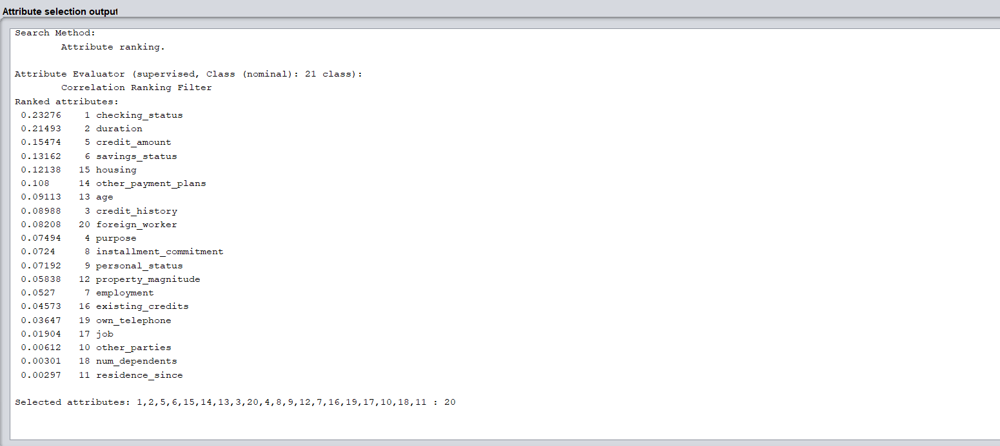 Attribute selection output
Search Method:
Attribute ranking.
Attribute Evaluator (supervised, Class (nominal): 21 class):
Correlation Ranking Filter
Ranked attributes:
0.23276 1 checking_status
0.21493 2 duration
0.15474 5 credit_amount
0.13162 6 savings_status
0.12138 15 housing
0.108 14 other_payment_plans
0.09113 13 age
0.08988 3 credit_history
0.08208 20 foreign_worker
0.07494 4 purpose
0.0724 8 installment_commitment
0.07192 9 personal_status
0.05838 12 property_magnitude
0.0527 7 employment
0.04573 16 existing_credits
0.03647 19 own_telephone
0.01904 17 job
0.00612 10 other_parties
0.00301 18 num_dependents
0.00297 11 residence_since
Selected attributes: 1,2,5,6,15,14,13,3,20,4,8,9,12,7,16,19,17,10,18,11 : 20